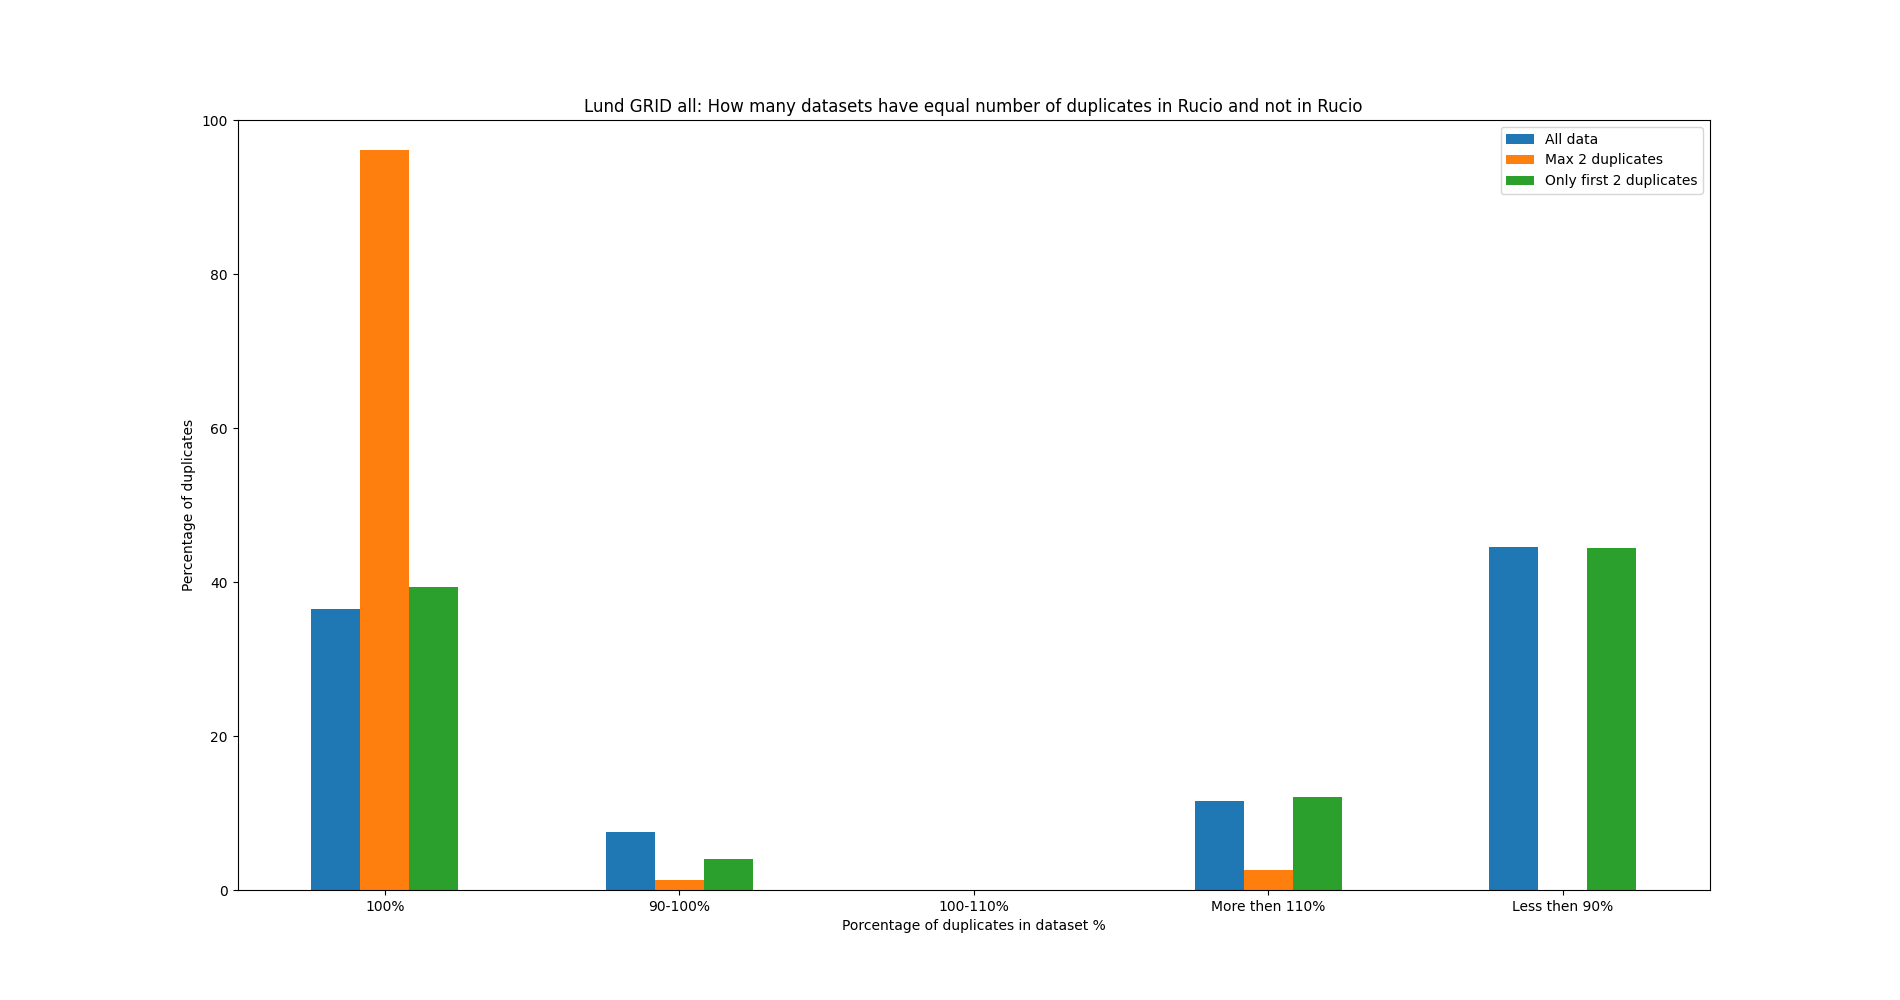 Lund GRID all: How many datasets have equal number of duplicates in Rucio and not in Rucio
All data
Max 2 duplicates
Only first 2 duplicates
Percentage of duplicates
100
80
60
40
20
0
100%
90-100%
100-110%
More then 110%
Less then 90%
Porcentage of duplicates in dataset %